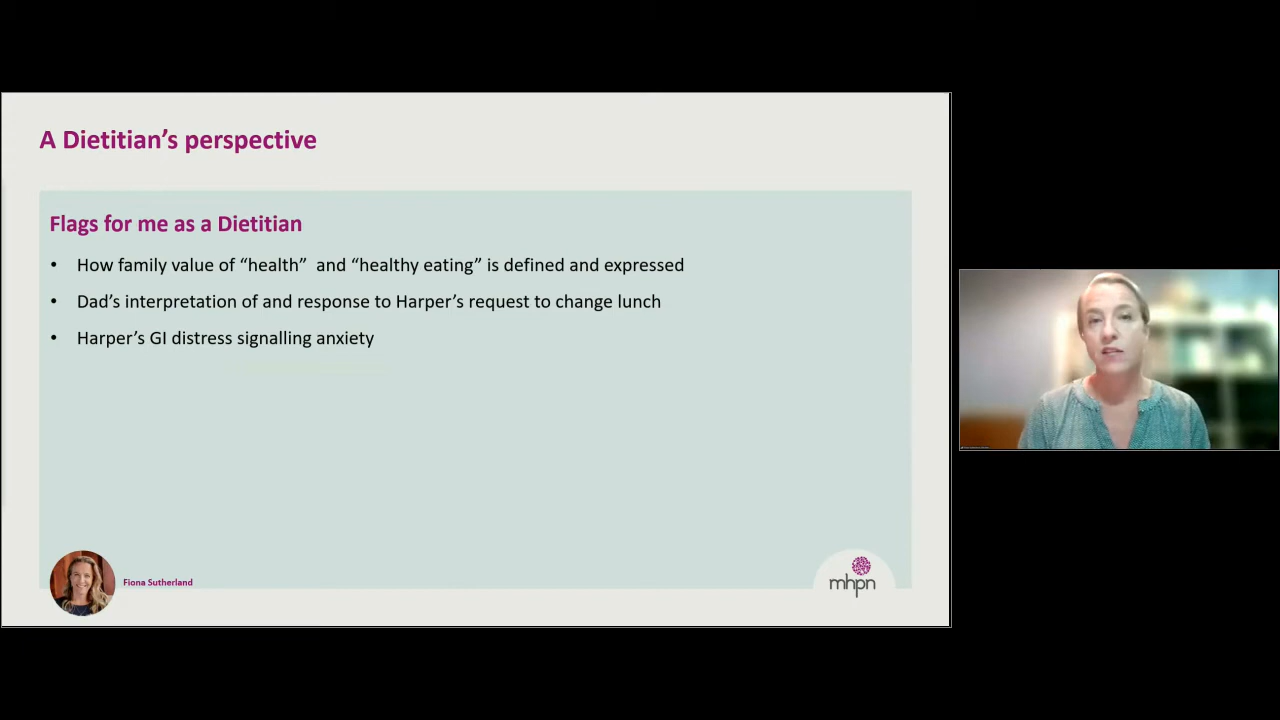 A Dietitian’s perspective
Flags for me as a Dietitian
• How family value of “health”  and “healthy eating” is defined and expressed
• Dad’s interpretation of and response to Harper’s request to change lunch
• Harper’s GI distress signalling anxiety
Fiona Sutherland
mhpn